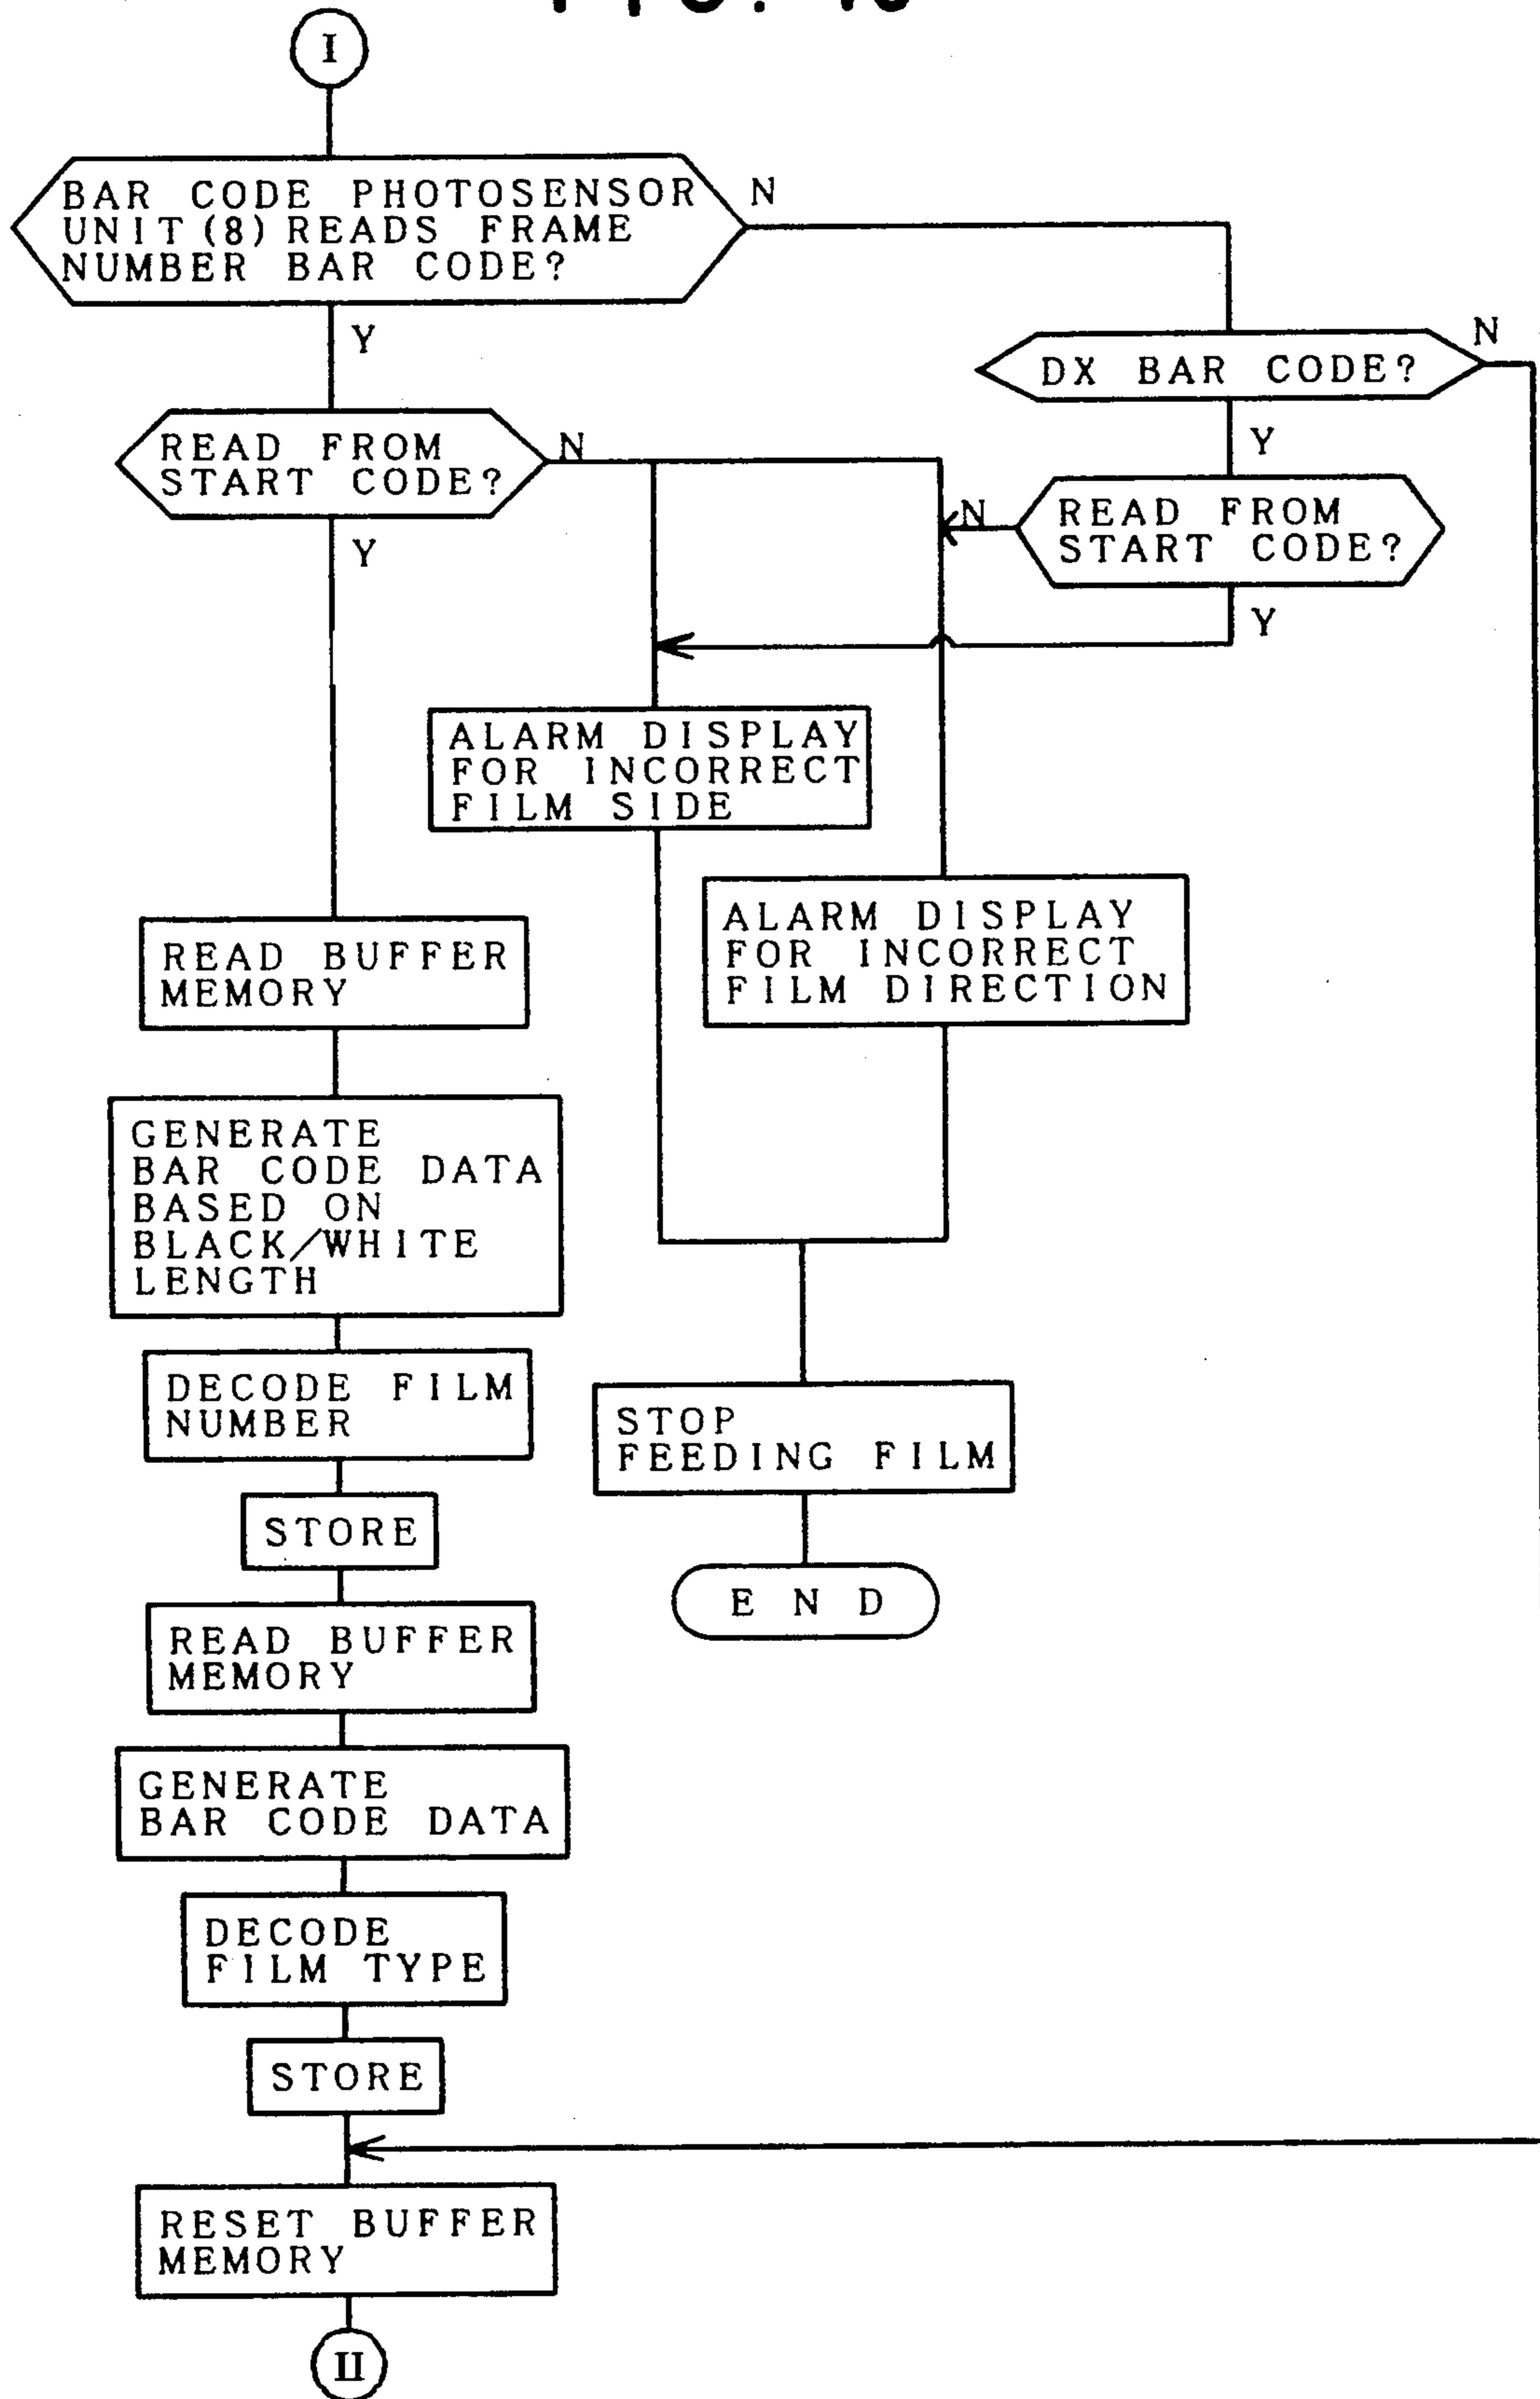 I
BAR CODE PHOTOSENSOR
UNIT(8) READS FRAME
NUMBER BAR CODE?
N
Y
DX BAR CODE?
N
Y
READ FROM
START CODE?
N
Y
READ FROM
START CODE?
N
Y
ALARM DISPLAY
FOR INCORRECT
FILM SIDE
ALARM DISPLAY
FOR INCORRECT
FILM DIRECTION
READ BUFFER
MEMORY
GENERATE
BAR CODE DATA
BASED ON
BLACK/WHITE
LENGTH
DECODE FILM
NUMBER
STOP
FEEDING FILM
STORE
END
READ BUFFER
MEMORY
GENERATE
BAR CODE DATA
DECODE
FILM TYPE
STORE
RESET BUFFER
MEMORY
II